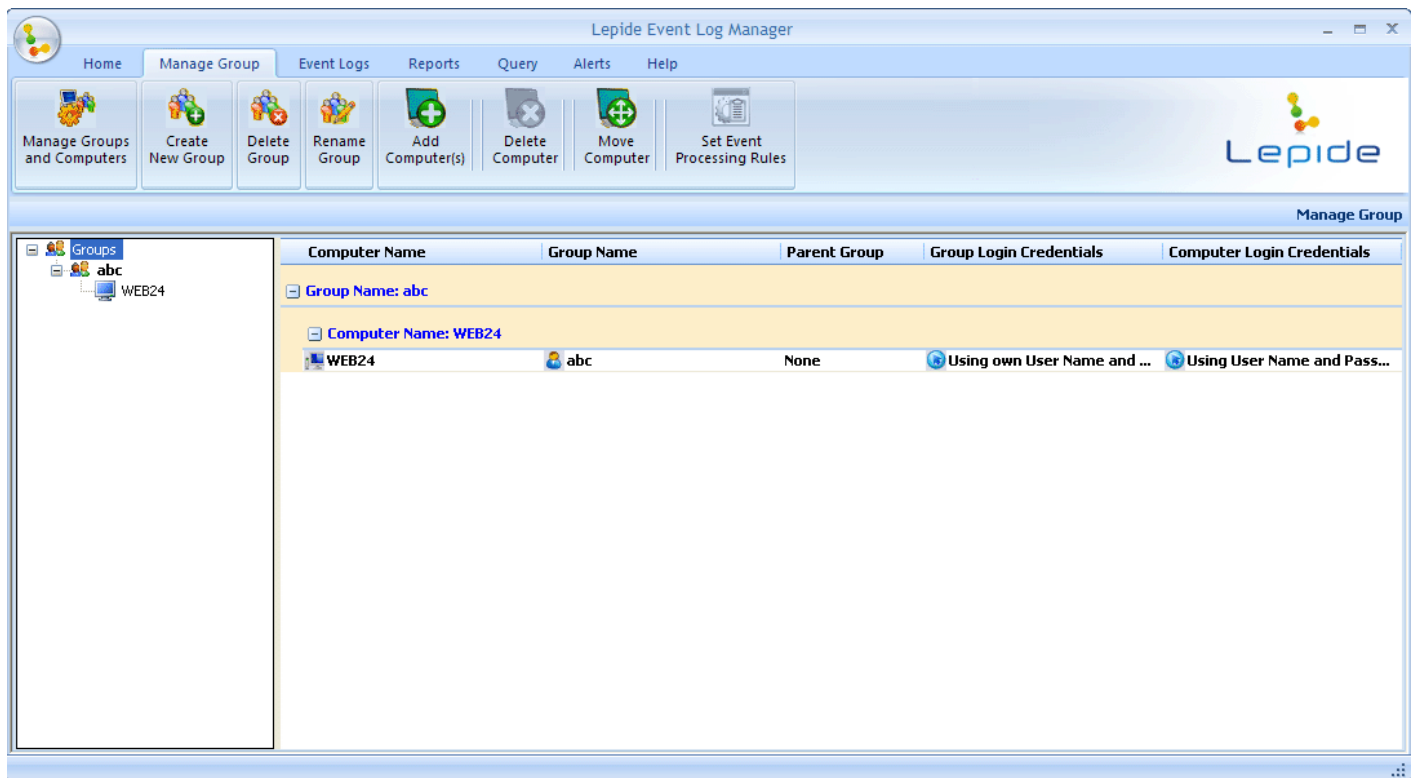 Lepide Event Log Manager
Home Manage Group Event Logs Reports Query Alerts Help
Manage Groups and Computers
Create New Group
Delete Group
Rename Group
Add Computer(s)
Delete Computer
Move Computer
Set Event Processing Rules
Lepide
Manage Group
Groups
abc
WEB24
Computer Name Group Name Parent Group Group Login Credentials Computer Login Credentials
Group Name: abc
Computer Name: WEB24
WEB24 abc None Using own User Name and ... Using User Name and Pass...